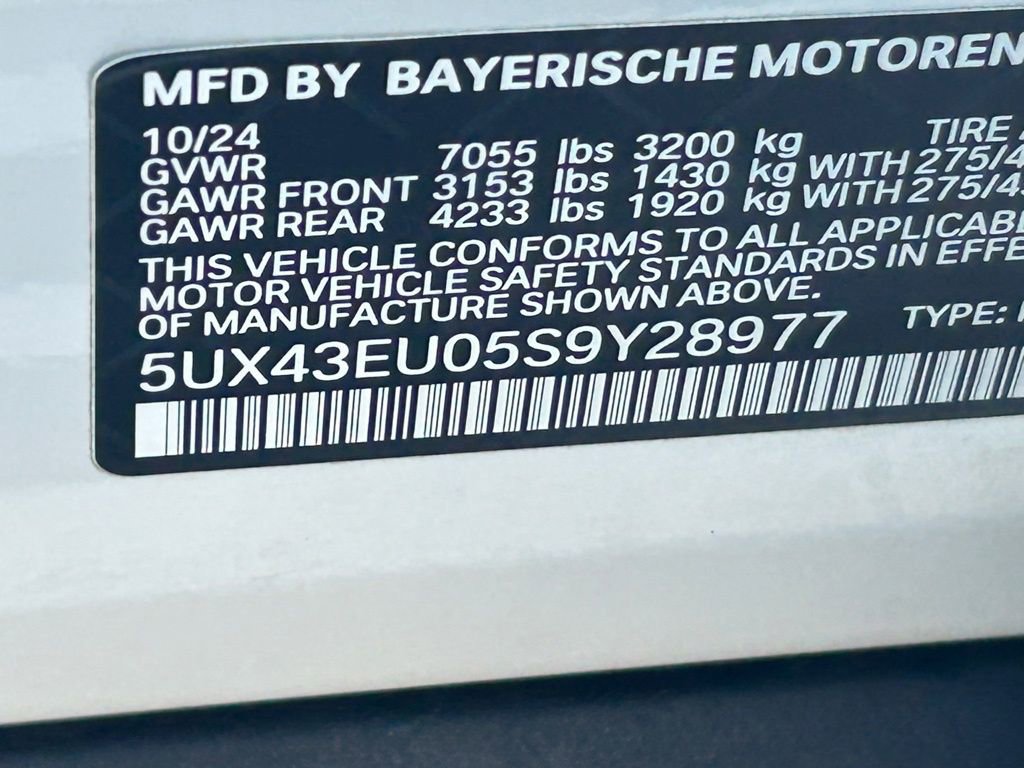 MFD BY BAYERISCHE MOTOREN
10/24
GVWR 7055 lbs 3200 kg TIRE
GAWR FRONT 3153 lbs 1430 kg WITH 275/4
GAWR REAR 4233 lbs 1920 kg WITH 275/4
THIS VEHICLE CONFORMS TO ALL APPLICABL
MOTOR VEHICLE SAFETY STANDARDS IN EFFE
OF MANUFACTURE SHOWN ABOVE.
5UX43EU05S9Y28977 TYPE: